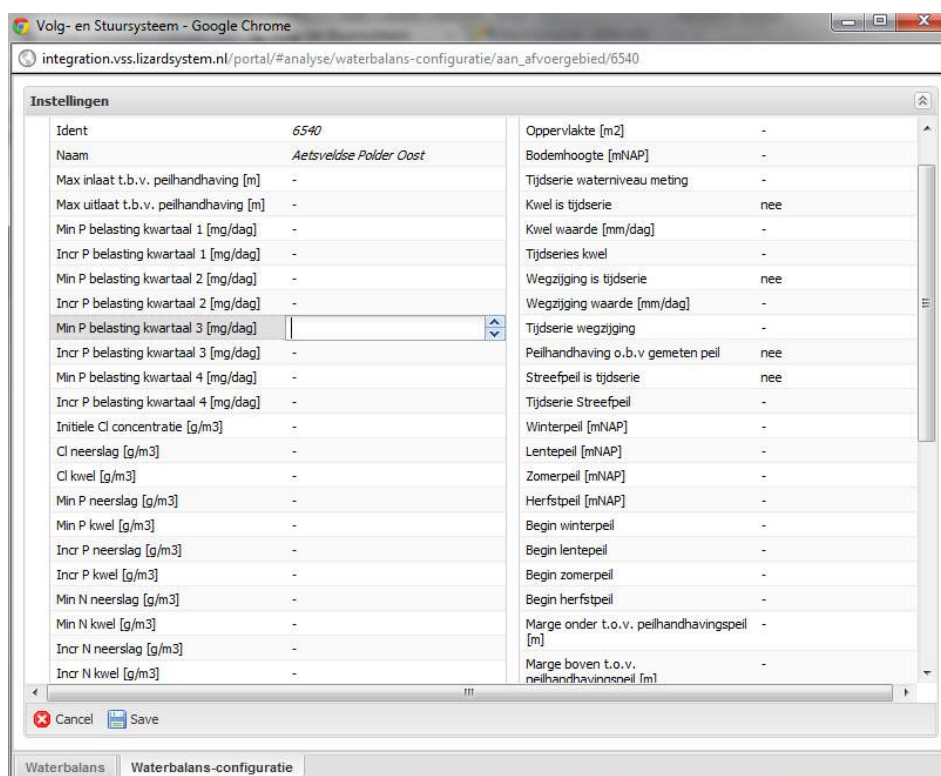 Volg- en Stuursysteem - Google Chrome
integration.vss.lizardsystem.nl/portal/#analyse/waterbalans-configuratie/aan_afvoergebied/6540
Instellingen
Ident 6540
Naam Aetsveldse Polder Oost
Max inlaat t.b.v. peilhandhaving [m] -
Max uitlaat t.b.v. peilhandhaving [m] -
Min P belasting kwartaal 1 [mg/dag] -
Incr P belasting kwartaal 1 [mg/dag] -
Min P belasting kwartaal 2 [mg/dag] -
Incr P belasting kwartaal 2 [mg/dag] -
Min P belasting kwartaal 3 [mg/dag]
Incr P belasting kwartaal 3 [mg/dag] -
Min P belasting kwartaal 4 [mg/dag] -
Incr P belasting kwartaal 4 [mg/dag] -
Initiele Cl concentratie [g/m3] -
Cl neerslag [g/m3] -
Cl kwel [g/m3] -
Min P neerslag [g/m3] -
Min P kwel [g/m3] -
Incr P neerslag [g/m3] -
Incr P kwel [g/m3] -
Min N neerslag [g/m3] -
Min N kwel [g/m3] -
Incr N neerslag [g/m3] -
Incr N kwel [g/m3] -
Oppervlakte [m2] -
Bodemhoogte [mNAP] -
Tijdserie waterniveau meting -
Kwel is tijdserie nee
Kwel waarde [mm/dag] -
Tijdseries kwel -
Wegzijging is tijdserie nee
Wegzijging waarde [mm/dag] -
Tijdserie wegzijging -
Peilhandhaving o.b.v gemeten peil nee
Streefpeil is tijdserie nee
Tijdserie Streefpeil -
Winterpeil [mNAP] -
Lentepeil [mNAP] -
Zomerpeil [mNAP] -
Herfstpeil [mNAP] -
Begin winterpeil -
Begin lentepeil -
Begin zomerpeil -
Begin herfstpeil -
Marge onder t.o.v. peilhandhavingspeil -
[m]
Marge boven t.o.v. -
peilhandhavingspeil [m]
Cancel Save
Waterbalans Waterbalans-configuratie